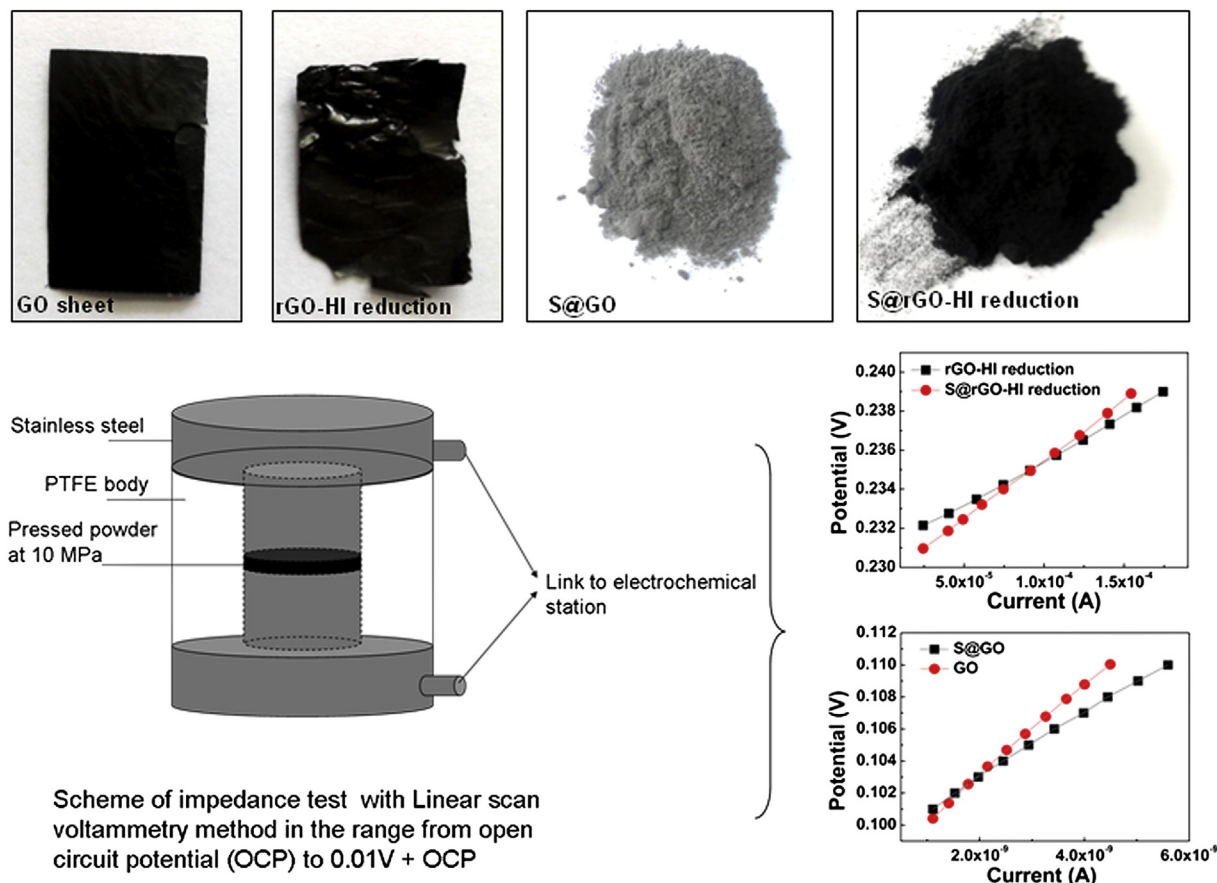 GO sheet
rGO-HI reduction
S@GO
S@rGO-HI reduction
Stainless steel
PTFE body
Pressed powder
at 10 MPa
Link to electrochemical
station
Scheme of impedance test with Linear scan
voltammetry method in the range from open
circuit potential (OCP) to 0.01V + OCP
rGO-HI reduction
S@rGO-HI reduction
Potential (V)
0.240
0.238
0.236
0.234
0.232
0.230
5.0x10⁻⁵ 1.0x10⁻⁴ 1.5x10⁻⁴
Current (A)
S@GO
GO
Potential (V)
0.112
0.110
0.108
0.106
0.104
0.102
0.100
2.0x10⁻⁹ 4.0x10⁻⁹ 6.0x10⁻⁹
Current (A)